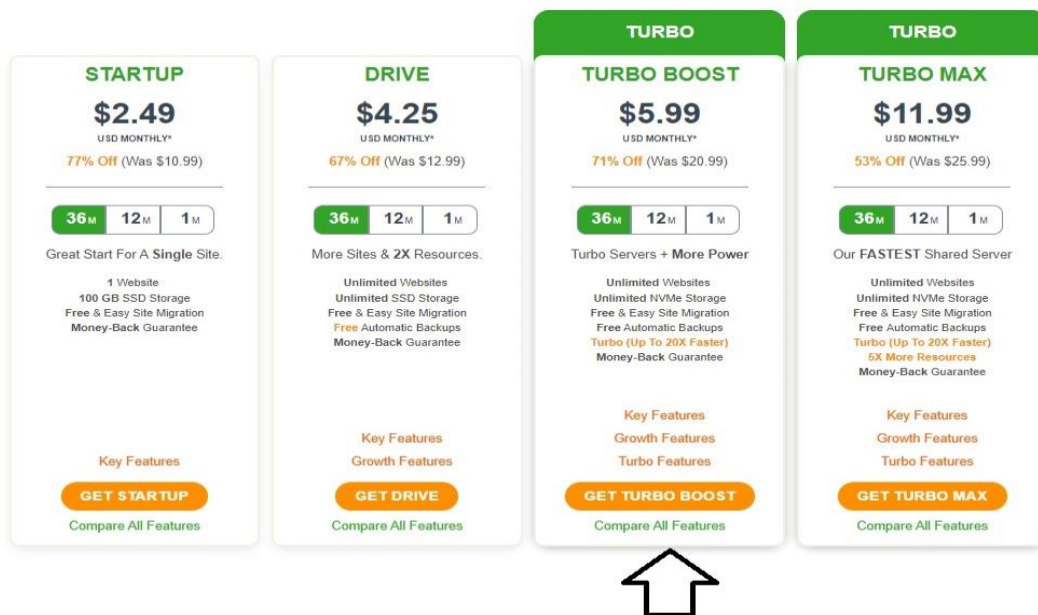 STARTUP
$2.49
USD MONTHLY*
77% Off (Was $10.99)
36M 12M 1M
Great Start For A Single Site.
1 Website
100 GB SSD Storage
Free & Easy Site Migration
Money-Back Guarantee
Key Features
GET STARTUP
Compare All Features
DRIVE
$4.25
USD MONTHLY*
67% Off (Was $12.99)
36M 12M 1M
More Sites & 2X Resources.
Unlimited Websites
Unlimited SSD Storage
Free & Easy Site Migration
Free Automatic Backups
Money-Back Guarantee
Key Features
Growth Features
GET DRIVE
Compare All Features
TURBO
TURBO BOOST
$5.99
USD MONTHLY*
71% Off (Was $20.99)
36M 12M 1M
Turbo Servers + More Power
Unlimited Websites
Unlimited NVMe Storage
Free & Easy Site Migration
Free Automatic Backups
Turbo (Up To 20X Faster)
Money-Back Guarantee
Key Features
Growth Features
Turbo Features
GET TURBO BOOST
Compare All Features
TURBO
TURBO MAX
$11.99
USD MONTHLY*
53% Off (Was $25.99)
36M 12M 1M
Our FASTEST Shared Server
Unlimited Websites
Unlimited NVMe Storage
Free & Easy Site Migration
Free Automatic Backups
Turbo (Up To 20X Faster)
5X More Resources
Money-Back Guarantee
Key Features
Growth Features
Turbo Features
GET TURBO MAX
Compare All Features